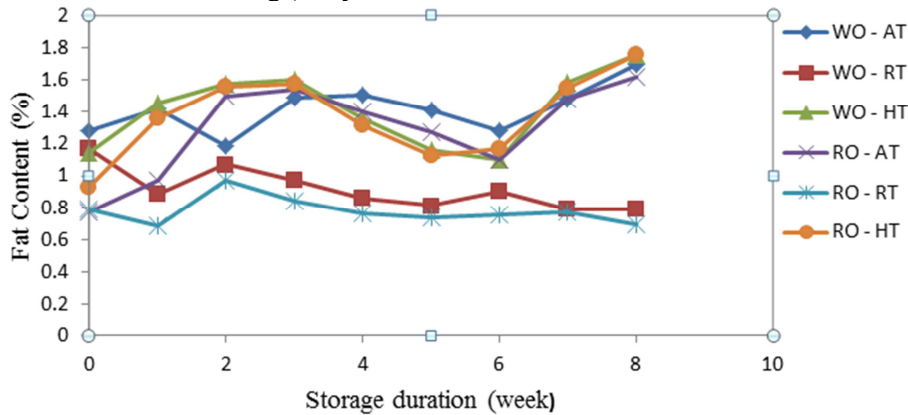 2
1.8
1.6
1.4
1.2
1
0.8
0.6
0.4
0.2
0
Fat Content (%)
0 2 4 6 8 10
Storage duration (week)
WO - AT
WO - RT
WO - HT
RO - AT
RO - RT
RO - HT